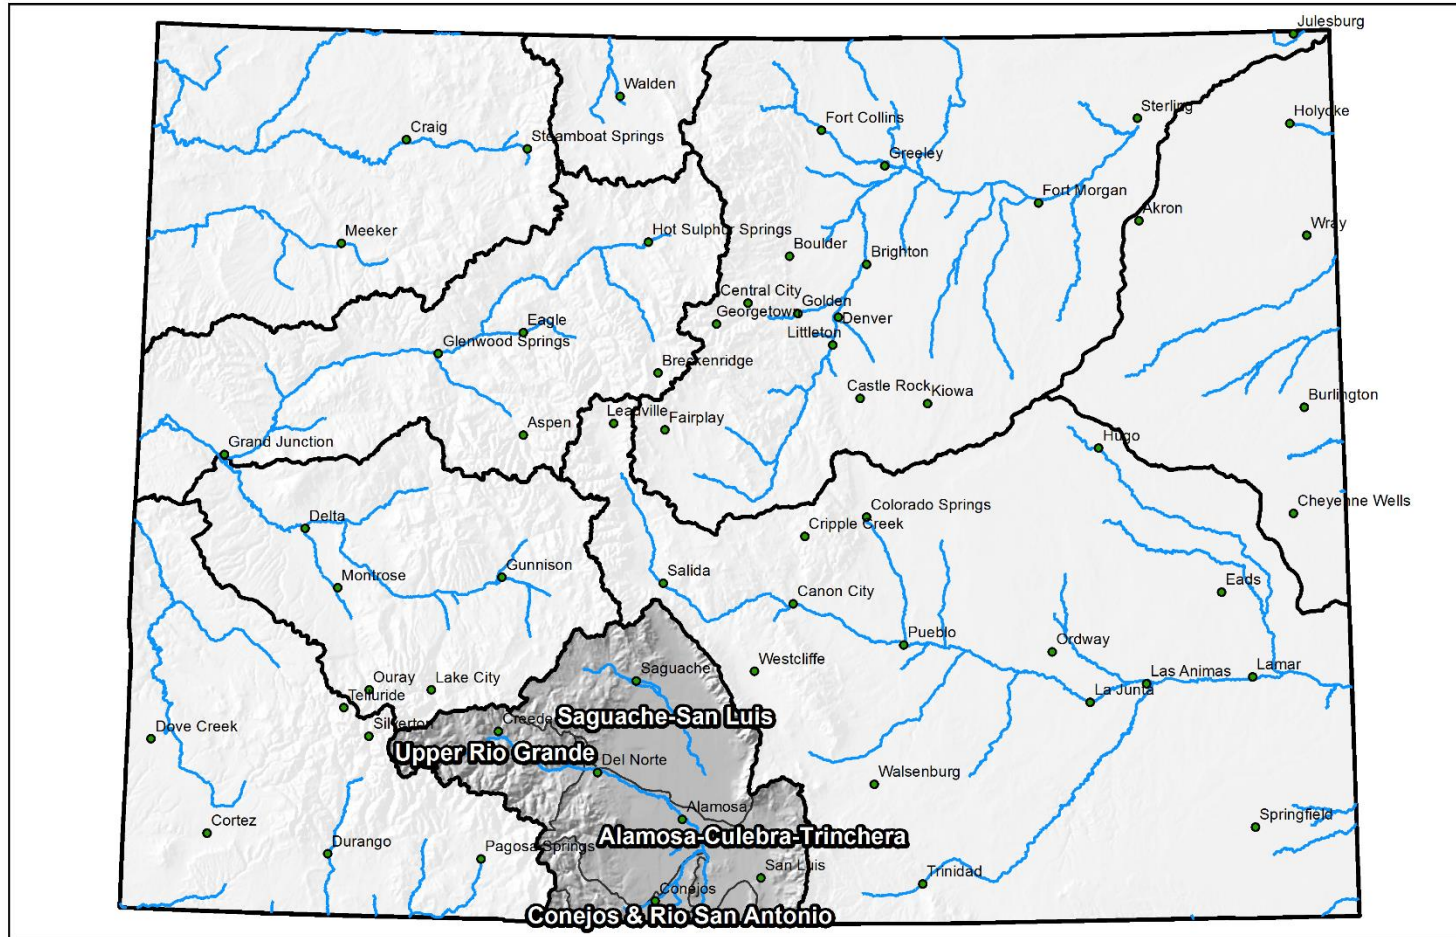 Julesburg
Walden
Sterling
Holyoke
Fort Collins
Craig
Steamboat Springs
Greeley
Fort Morgan
Akron
Wray
Meeker
Hot Sulphur Springs
Boulder
Brighton
Central City
Golden
Georgetown
Denver
Eagle
Littleton
Glenwood Springs
Breckenridge
Castle Rock
Kiowa
Burlington
Aspen
Leadville
Fairplay
Grand Junction
Hugo
Cheyenne Wells
Colorado Springs
Delta
Cripple Creek
Montrose
Gunnison
Salida
Canon City
Eads
Pueblo
Ordway
Saguache
Westcliffe
Las Animas
Lamar
Ouray
Lake City
Telluride
La Junta
Saguache-San Luis
Dove Creek
Silverton
Creede
Upper Rio Grande
Del Norte
Walsenburg
Alamosa
Springfield
Cortez
Alamosa-Culebra-Trinchera
Durango
Pagosa Springs
San Luis
Trinidad
Conejos
Conejos & Rio San Antonio